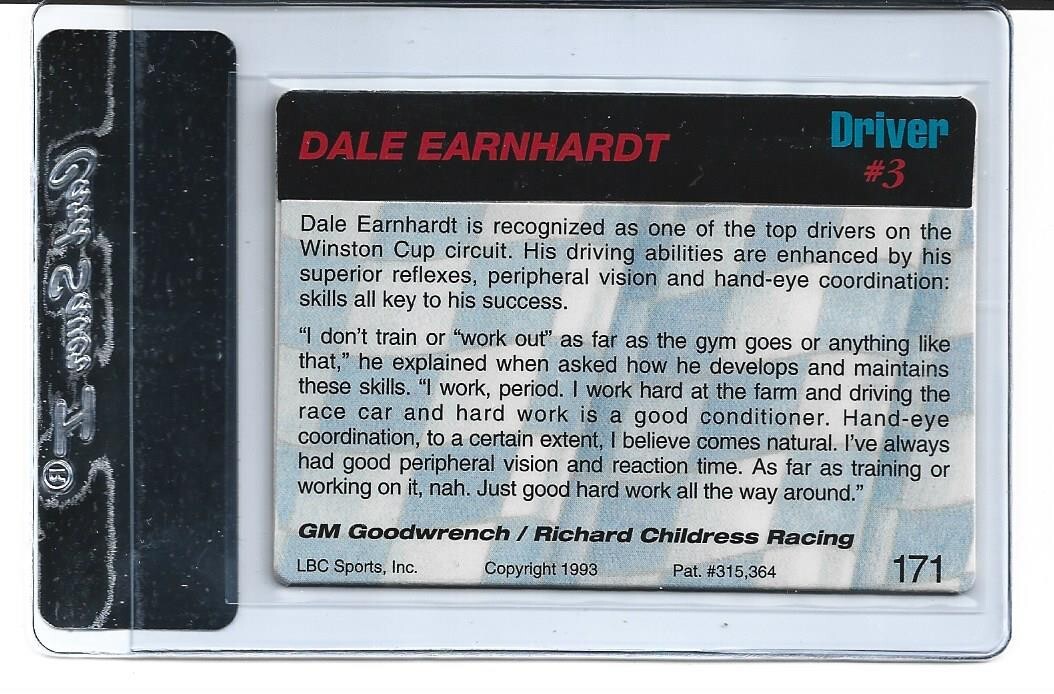 DALE EARNHARDT
Driver
#3
Dale Earnhardt is recognized as one of the top drivers on the
Winston Cup circuit. His driving abilities are enhanced by his
superior reflexes, peripheral vision and hand-eye coordination:
skills all key to his success.
“I don’t train or “work out” as far as the gym goes or anything like
that,” he explained when asked how he develops and maintains
these skills. “I work, period. I work hard at the farm and driving the
race car and hard work is a good conditioner. Hand-eye
coordination, to a certain extent, I believe comes natural. I’ve always
had good peripheral vision and reaction time. As far as training or
working on it, nah. Just good hard work all the way around.”
GM Goodwrench / Richard Childress Racing
LBC Sports, Inc. Copyright 1993 Pat. #315,364
171
Card Saver I